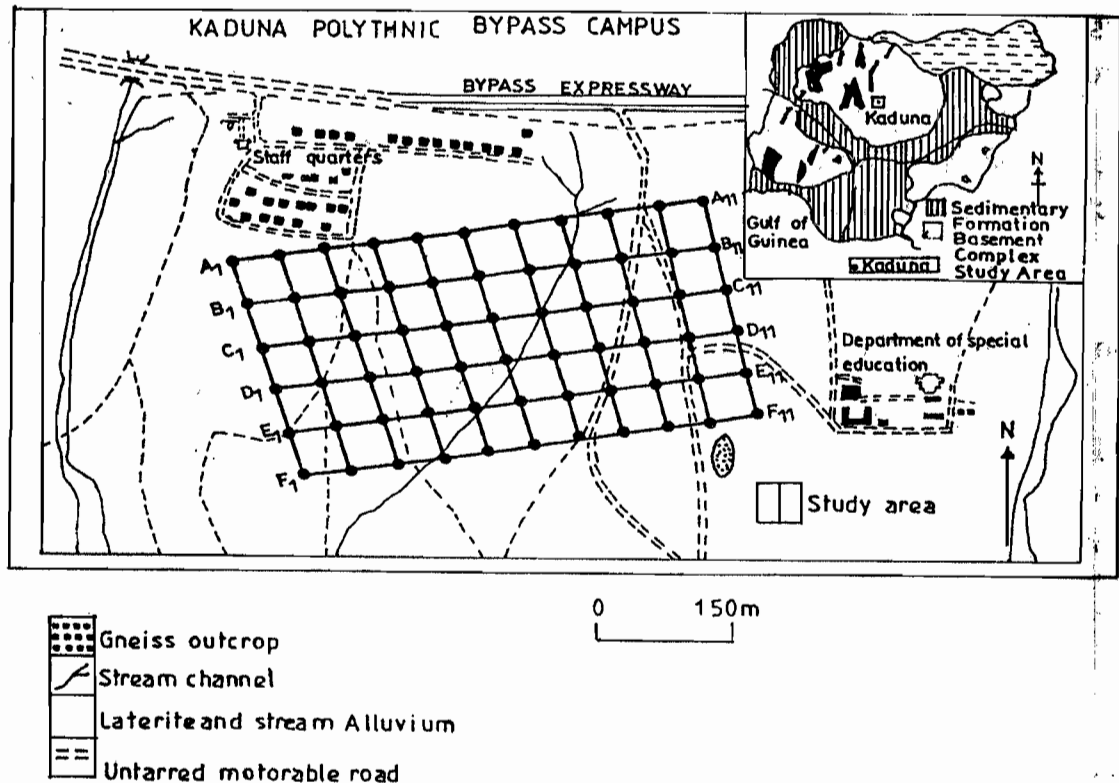 KADUNA POLYTHNIC BYPASS CAMPUS
BYPASS EXPRESSWAY
Staff quarters
Kaduna
N
Gulf of
Guinea
Sedimentary
Formation
Basement
Complex
Kaduna Study Area
A1
B1
C1
D1
E1
F1
A11
B11
C11
D11
E11
F11
Department of special
education
N
Study area
0 150m
Gneiss outcrop
Stream channel
Laterite and stream Alluvium
Untarred motorable road